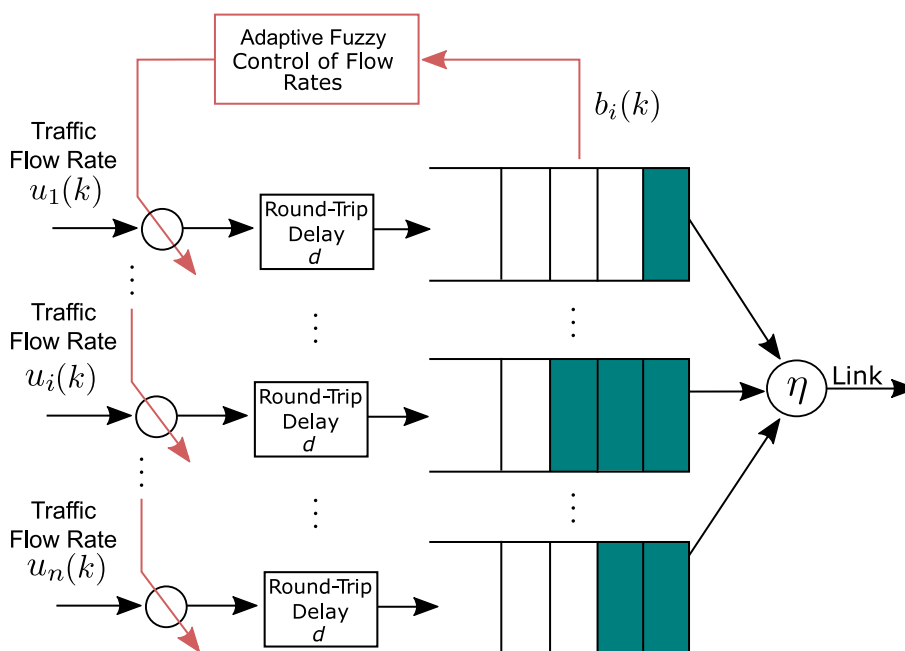 Adaptive Fuzzy
Control of Flow
Rates
b_i(k)
Traffic
Flow Rate
u_1(k)
Round-Trip
Delay
d
Traffic
Flow Rate
u_i(k)
Round-Trip
Delay
d
η
Link
Traffic
Flow Rate
u_n(k)
Round-Trip
Delay
d